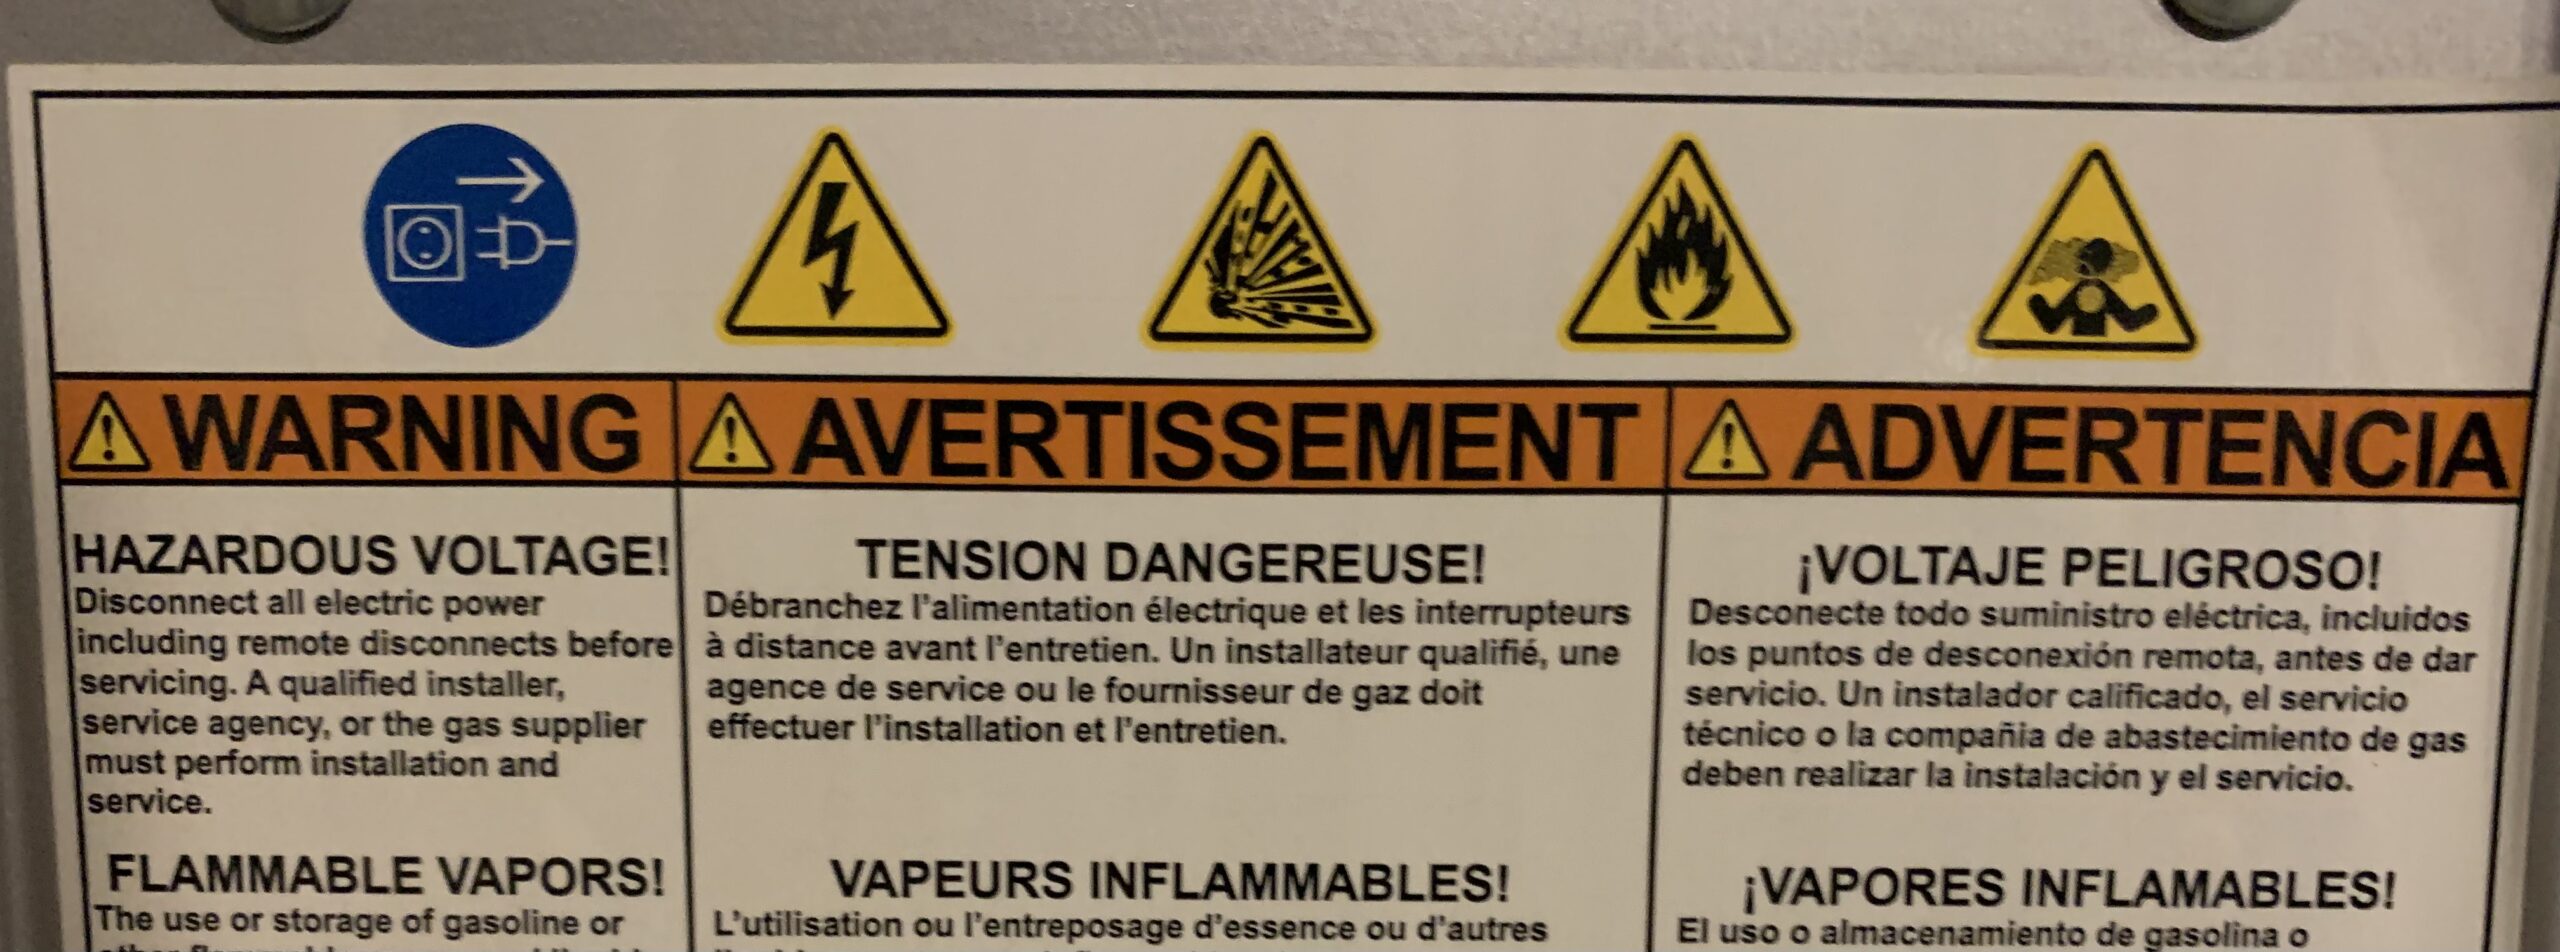 WARNING
HAZARDOUS VOLTAGE!
Disconnect all electric power
including remote disconnects before
servicing. A qualified installer,
service agency, or the gas supplier
must perform installation and
service.
FLAMMABLE VAPORS!
The use or storage of gasoline or
AVERTISSEMENT
TENSION DANGEREUSE!
Débranchez l'alimentation électrique et les interrupteurs
à distance avant l'entretien. Un installateur qualifié, une
agence de service ou le fournisseur de gaz doit
effectuer l'installation et l'entretien.
VAPEURS INFLAMMABLES!
L'utilisation ou l'entreposage d'essence ou d'autres
ADVERTENCIA
¡VOLTAJE PELIGROSO!
Desconecte todo suministro eléctrica, incluidos
los puntos de desconexión remota, antes de dar
servicio. Un instalador calificado, el servicio
técnico o la compañia de abastecimiento de gas
deben realizar la instalación y el servicio.
¡VAPORES INFLAMABLES!
El uso o almacenamiento de gasolina o